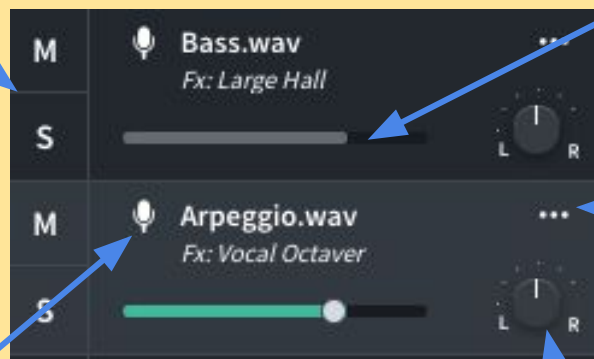 M
Bass.wav
Fx: Large Hall
S
L
R
M
Arpeggio.wav
Fx: Vocal Octaver
S
L
R